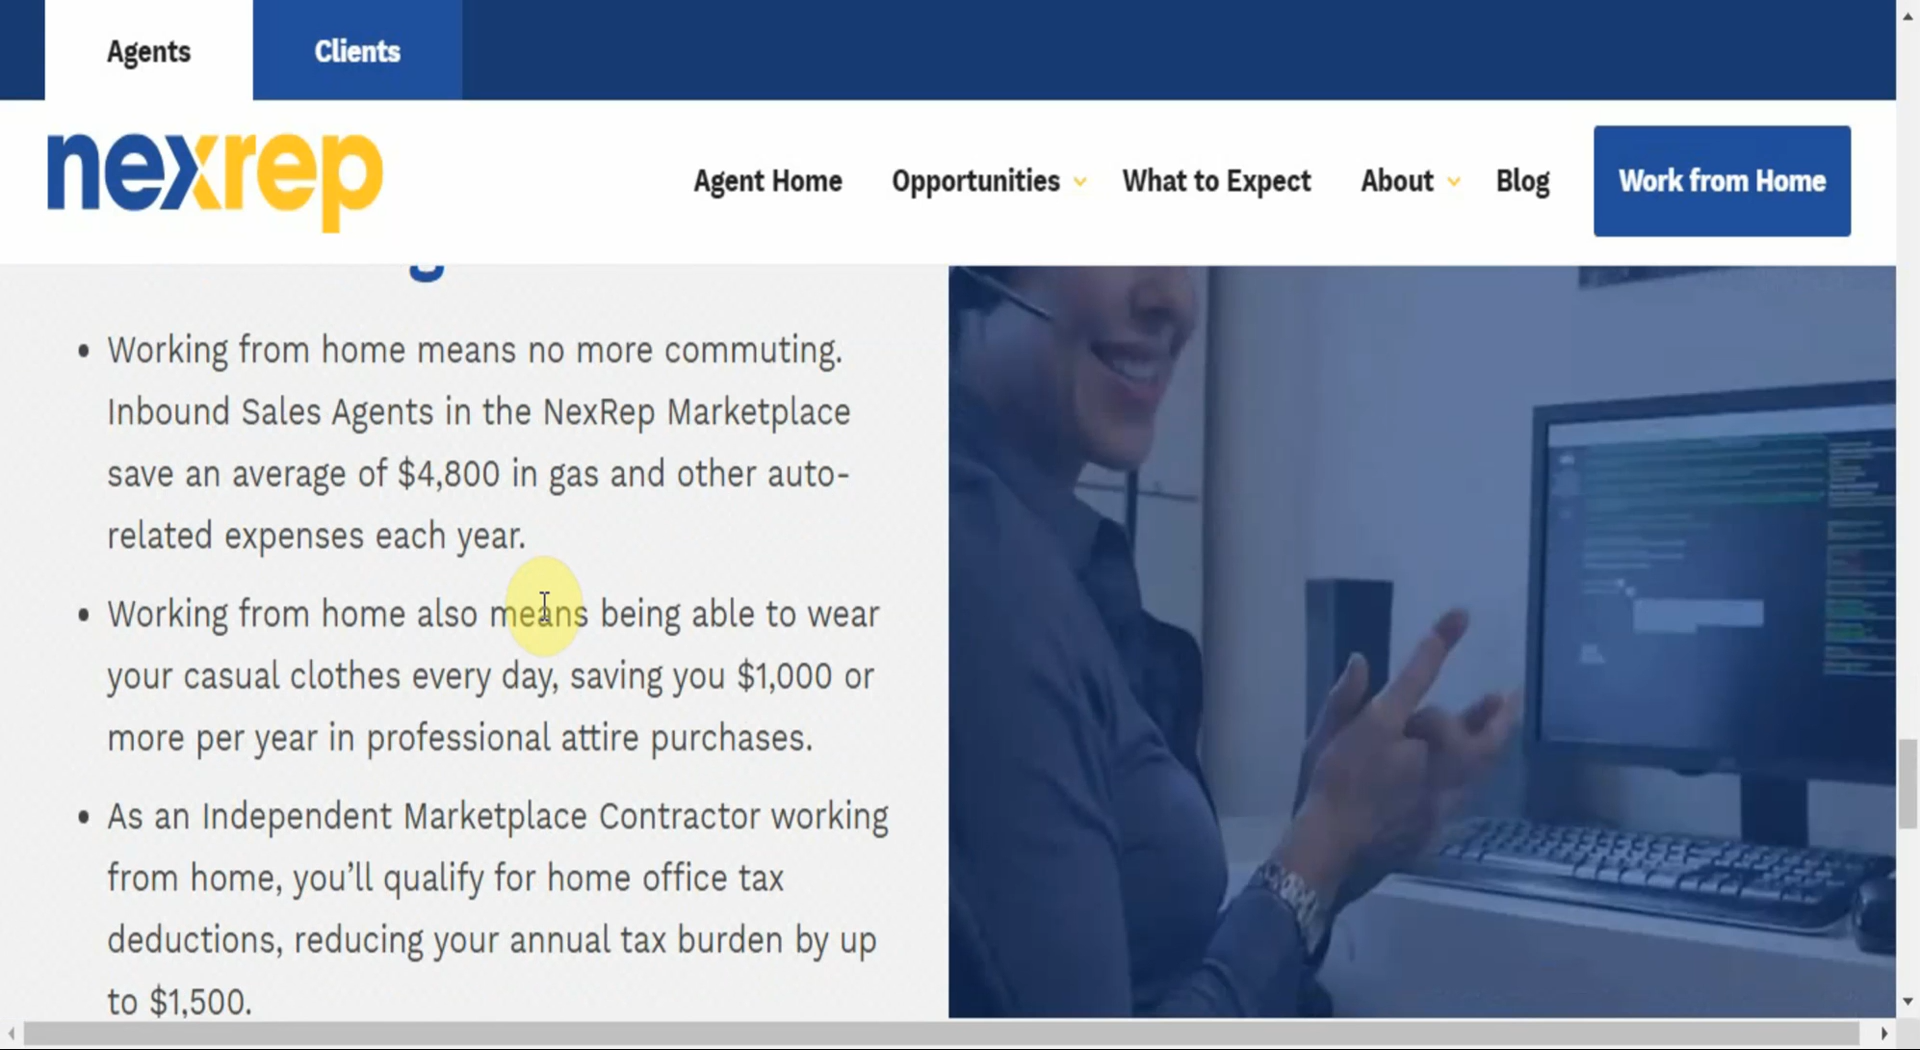 Agents
Clients
nexrep
Agent Home
Opportunities
What to Expect
About
Blog
Work from Home
• Working from home means no more commuting.
Inbound Sales Agents in the NexRep Marketplace
save an average of $4,800 in gas and other auto-
related expenses each year.
• Working from home also means being able to wear
your casual clothes every day, saving you $1,000 or
more per year in professional attire purchases.
• As an Independent Marketplace Contractor working
from home, you’ll qualify for home office tax
deductions, reducing your annual tax burden by up
to $1,500.